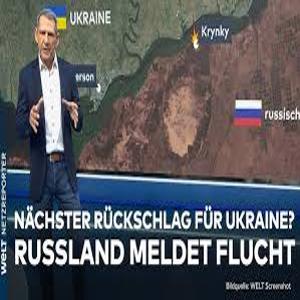 UKRAINE
Krynky
erson
russisch
NÄCHSTER RÜCKSCHLAG FÜR UKRAINE?
RUSSLAND MELDET FLUCHT
WELT NETZREPORTER
Bildquelle: WELT Screenshot